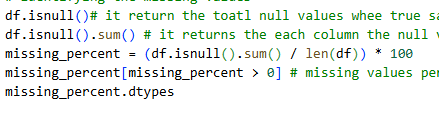 df.isnull()# it return the toatl null values whee true sa
df.isnull().sum() # it returns the each column the null v
missing_percent = (df.isnull().sum() / len(df)) * 100
missing_percent[missing_percent > 0] # missing values per
missing_percent.dtypes